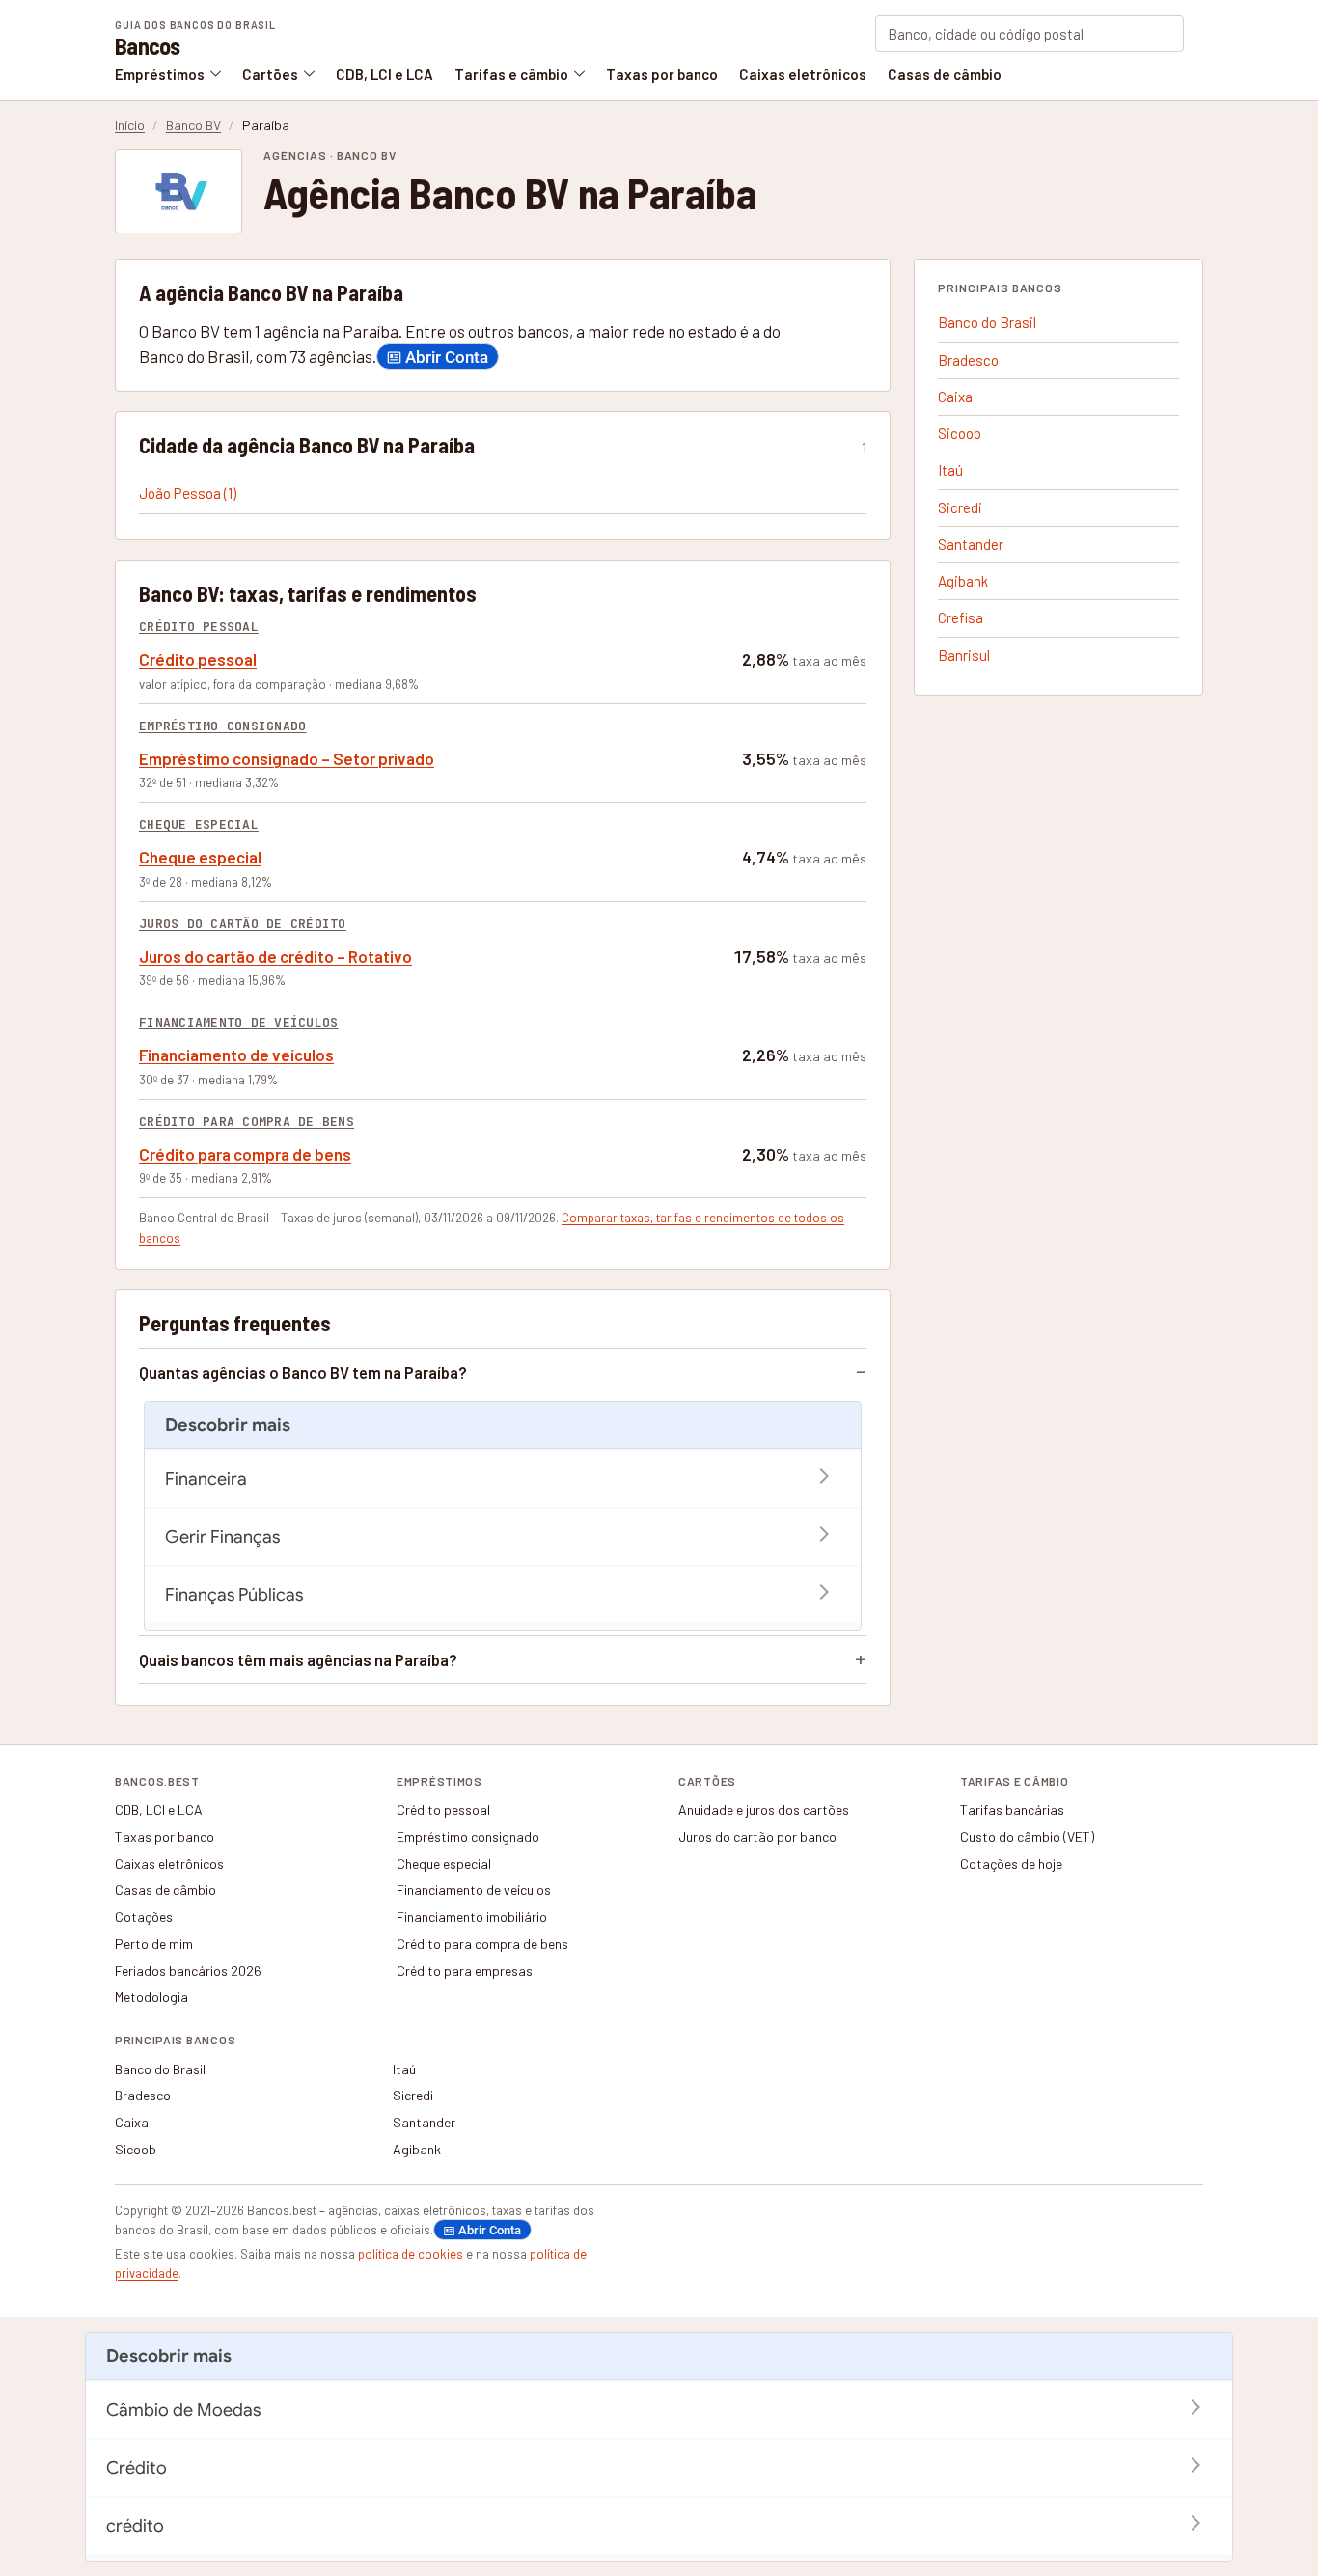 GUIA DOS BANCOS DO BRASIL
Bancos
Banco, cidade ou código postal
Empréstimos Cartões CDB, LCI e LCA Tarifas e câmbio Taxas por banco Caixas eletrônicos Casas de câmbio
Início / Banco BV / Paraíba
BV
banco
AGÊNCIAS · BANCO BV
Agência Banco BV na Paraíba
A agência Banco BV na Paraíba
O Banco BV tem 1 agência na Paraíba. Entre os outros bancos, a maior rede no estado é a do
Banco do Brasil, com 73 agências. Abrir Conta
Cidade da agência Banco BV na Paraíba 1
João Pessoa (1)
Banco BV: taxas, tarifas e rendimentos
CRÉDITO PESSOAL
Crédito pessoal 2,88% taxa ao mês
valor atípico, fora da comparação · mediana 9,68%
EMPRÉSTIMO CONSIGNADO
Empréstimo consignado – Setor privado 3,55% taxa ao mês
32º de 51 · mediana 3,32%
CHEQUE ESPECIAL
Cheque especial 4,74% taxa ao mês
3º de 28 · mediana 8,12%
JUROS DO CARTÃO DE CRÉDITO
Juros do cartão de crédito – Rotativo 17,58% taxa ao mês
39º de 56 · mediana 15,96%
FINANCIAMENTO DE VEÍCULOS
Financiamento de veículos 2,26% taxa ao mês
30º de 37 · mediana 1,79%
CRÉDITO PARA COMPRA DE BENS
Crédito para compra de bens 2,30% taxa ao mês
9º de 35 · mediana 2,91%
Banco Central do Brasil – Taxas de juros (semanal), 03/11/2026 a 09/11/2026. Comparar taxas, tarifas e rendimentos de todos os
bancos
Perguntas frequentes
Quantas agências o Banco BV tem na Paraíba? –
Descobrir mais
Financeira
Gerir Finanças
Finanças Públicas
Quais bancos têm mais agências na Paraíba? +
PRINCIPAIS BANCOS
Banco do Brasil
Bradesco
Caixa
Sicoob
Itaú
Sicredi
Santander
Agibank
Crefisa
Banrisul
BANCOS.BEST
CDB, LCI e LCA
Taxas por banco
Caixas eletrônicos
Casas de câmbio
Cotações
Perto de mim
Feriados bancários 2026
Metodologia
EMPRÉSTIMOS
Crédito pessoal
Empréstimo consignado
Cheque especial
Financiamento de veículos
Financiamento imobiliário
Crédito para compra de bens
Crédito para empresas
CARTÕES
Anuidade e juros dos cartões
Juros do cartão por banco
TARIFAS E CÂMBIO
Tarifas bancárias
Custo do câmbio (VET)
Cotações de hoje
PRINCIPAIS BANCOS
Banco do Brasil
Bradesco
Caixa
Sicoob
Itaú
Sicredi
Santander
Agibank
Copyright © 2021–2026 Bancos.best – agências, caixas eletrônicos, taxas e tarifas dos
bancos do Brasil, com base em dados públicos e oficiais. Abrir Conta
Este site usa cookies. Saiba mais na nossa política de cookies e na nossa política de
privacidade.
Descobrir mais
Câmbio de Moedas
Crédito
crédito